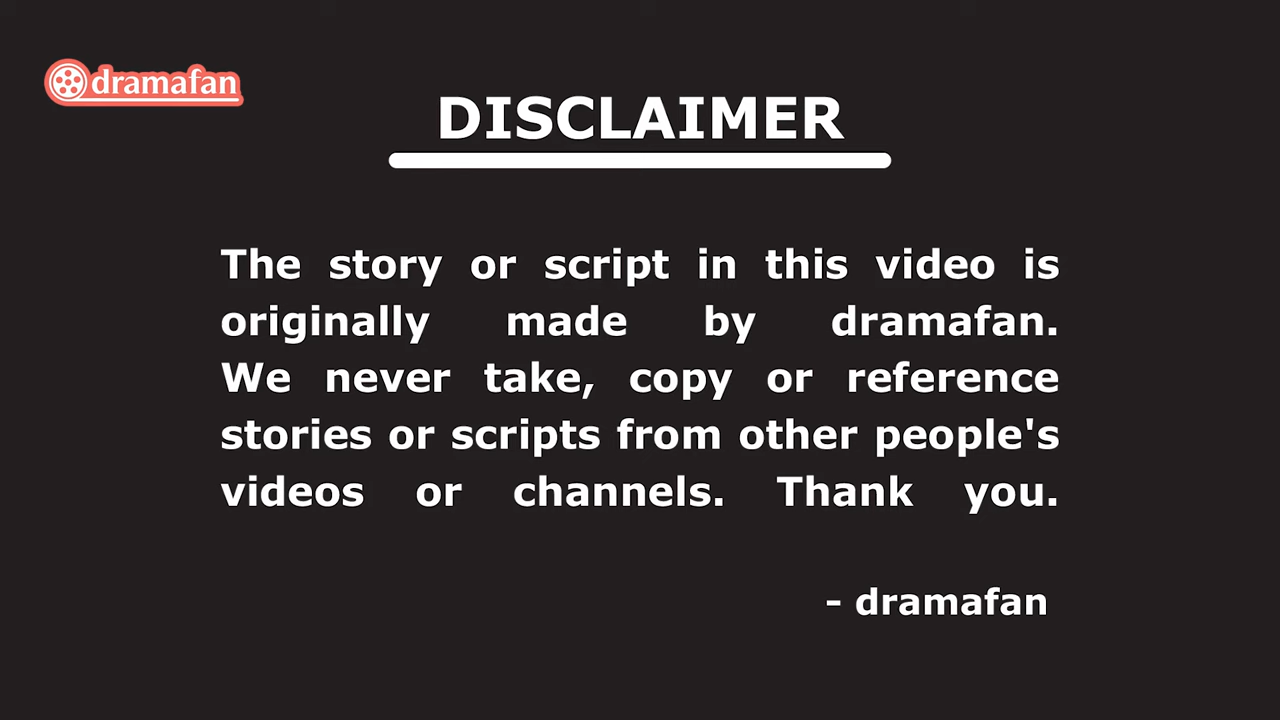 dramafan
DISCLAIMER
The story or script in this video is
originally made by dramafan.
We never take, copy or reference
stories or scripts from other people's
videos or channels. Thank you.
- dramafan